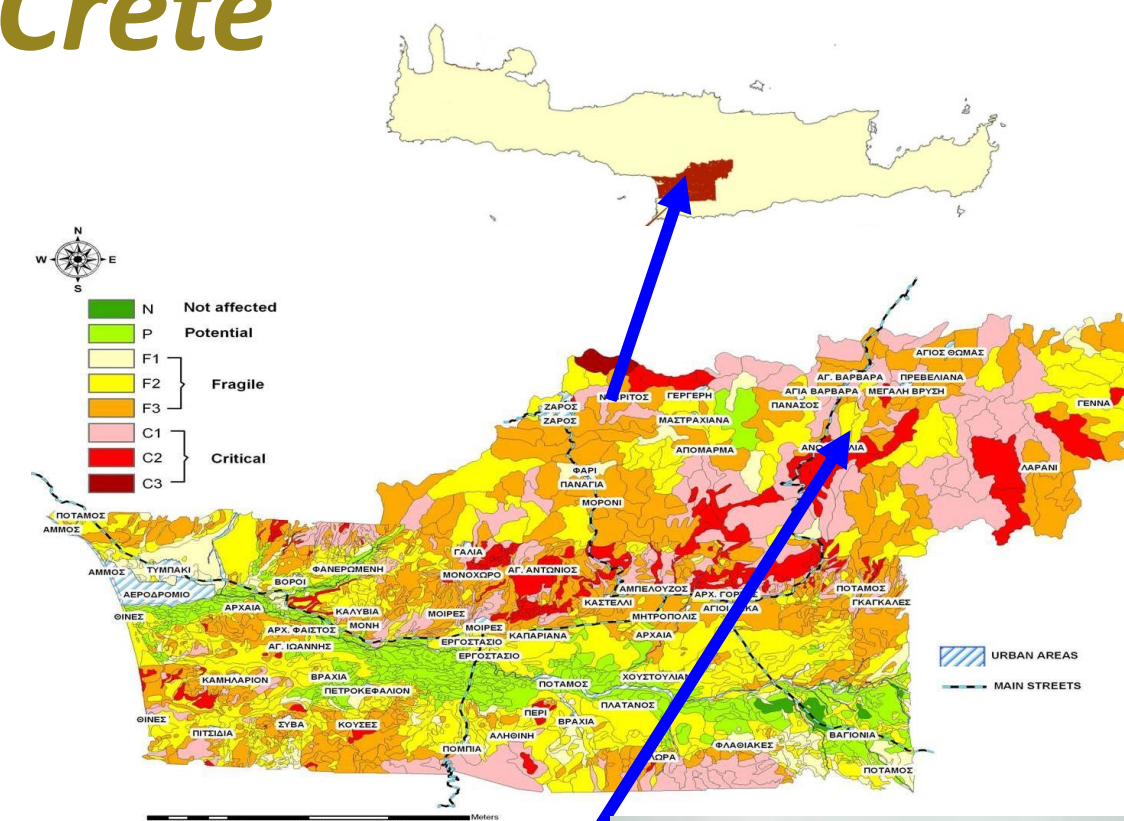 Crete
N
W
E
S
N Not affected
P Potential
F1
F2 Fragile
F3
C1
C2 Critical
C3
ΑΓΙΟΣ ΘΩΜΑΣ
ΑΓ. ΒΑΡΒΑΡΑ ΠΡΕΒΕΛΙΑΝΑ
ΑΓΙΑ ΒΑΡΒΑΡΑ ΜΕΓΑΛΗ ΒΡΥΣΗ
ΠΑΝΑΣΟΣ
ΓΕΝΝΑ
ΓΕΡΓΕΡΗ
ΖΑΡΟΣ
ΖΑΡΟΣ
ΜΑΣΤΡΑΧΙΑΝΑ
ΑΠΟΜΑΡΜΑ
ΛΑΡΑΝΙ
ΦΑΡΙ
ΠΑΝΑΓΙΑ
ΜΟΡΟΝΙ
ΠΟΤΑΜΟΣ
ΑΜΜΟΣ
ΑΜΜΟΣ
ΤΥΜΠΑΚΙ
ΑΕΡΟΔΡΟΜΙΟ
ΘΙΝΕΣ
ΒΟΡΟΙ
ΦΑΝΕΡΩΜΕΝΗ
ΓΑΛΙΑ
ΜΟΝΟΧΩΡΟ
ΑΓ. ΑΝΤΩΝΙΟΣ
ΑΜΠΕΛΟΥΖΟΣ
ΚΑΣΤΕΛΛΙ
ΜΗΤΡΟΠΟΛΙΣ
ΠΟΤΑΜΟΣ
ΓΚΑΓΚΑΛΕΣ
ΑΡΧΑΙΑ
ΚΑΛΥΒΙΑ
ΜΟΝΗ
ΜΟΙΡΕΣ
ΜΟΙΡΕΣ
ΑΡΧ. ΦΑΙΣΤΟΣ
ΑΓ. ΙΩΑΝΝΗΣ
ΕΡΓΟΣΤΑΣΙΟ
ΕΡΓΟΣΤΑΣΙΟ
ΚΑΠΑΡΙΑΝΑ
ΑΡΧΑΙΑ
ΚΑΜΗΛΑΡΙΟΝ
ΒΡΑΧΙΑ
ΠΕΤΡΟΚΕΦΑΛΙΟΝ
ΠΟΤΑΜΟΣ
ΠΛΑΤΑΝΟΣ
ΘΙΝΕΣ
ΠΙΤΣΙΔΙΑ
ΣΥΒΑ
ΚΟΥΣΕΣ
ΠΕΡΙ
ΒΡΑΧΙΑ
ΑΛΗΘΙΝΗ
ΠΟΜΠΙΑ
ΦΛΑΘΙΑΚΕΣ
ΒΑΓΙΟΝΙΑ
ΠΟΤΑΜΟΣ
URBAN AREAS
MAIN STREETS
Meters